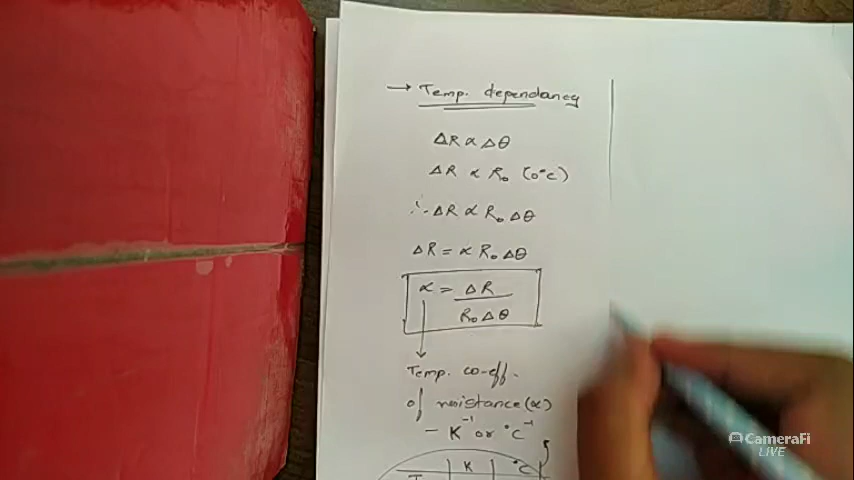 → Temp. dependancy
ΔR ∝ Δθ
ΔR ∝ R₀ (0°c)
∴ ΔR ∝ R₀ Δθ
ΔR = ∝ R₀ Δθ
∝ = ΔR / R₀ Δθ
Temp. co-eff.
of resistance (α)
– K⁻¹ or °C⁻¹
K °C
T
CameraFi
LIVE